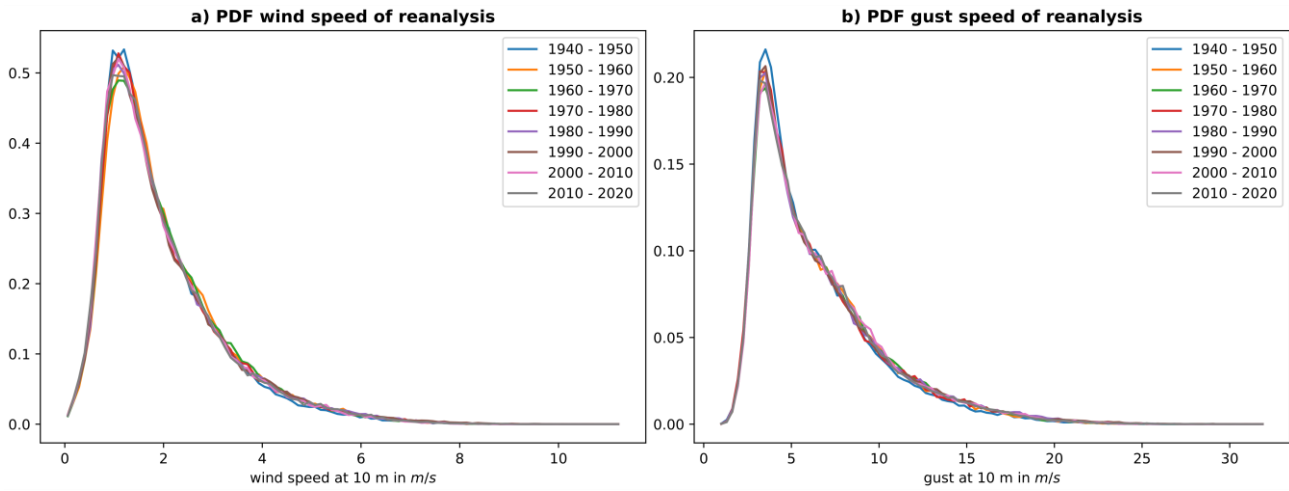 a) PDF wind speed of reanalysis
0.5
0.4
0.3
0.2
0.1
0.0
0 2 4 6 8 10
wind speed at 10 m in m/s
1940 - 1950
1950 - 1960
1960 - 1970
1970 - 1980
1980 - 1990
1990 - 2000
2000 - 2010
2010 - 2020
b) PDF gust speed of reanalysis
0.20
0.15
0.10
0.05
0.00
0 5 10 15 20 25 30
gust at 10 m in m/s
1940 - 1950
1950 - 1960
1960 - 1970
1970 - 1980
1980 - 1990
1990 - 2000
2000 - 2010
2010 - 2020